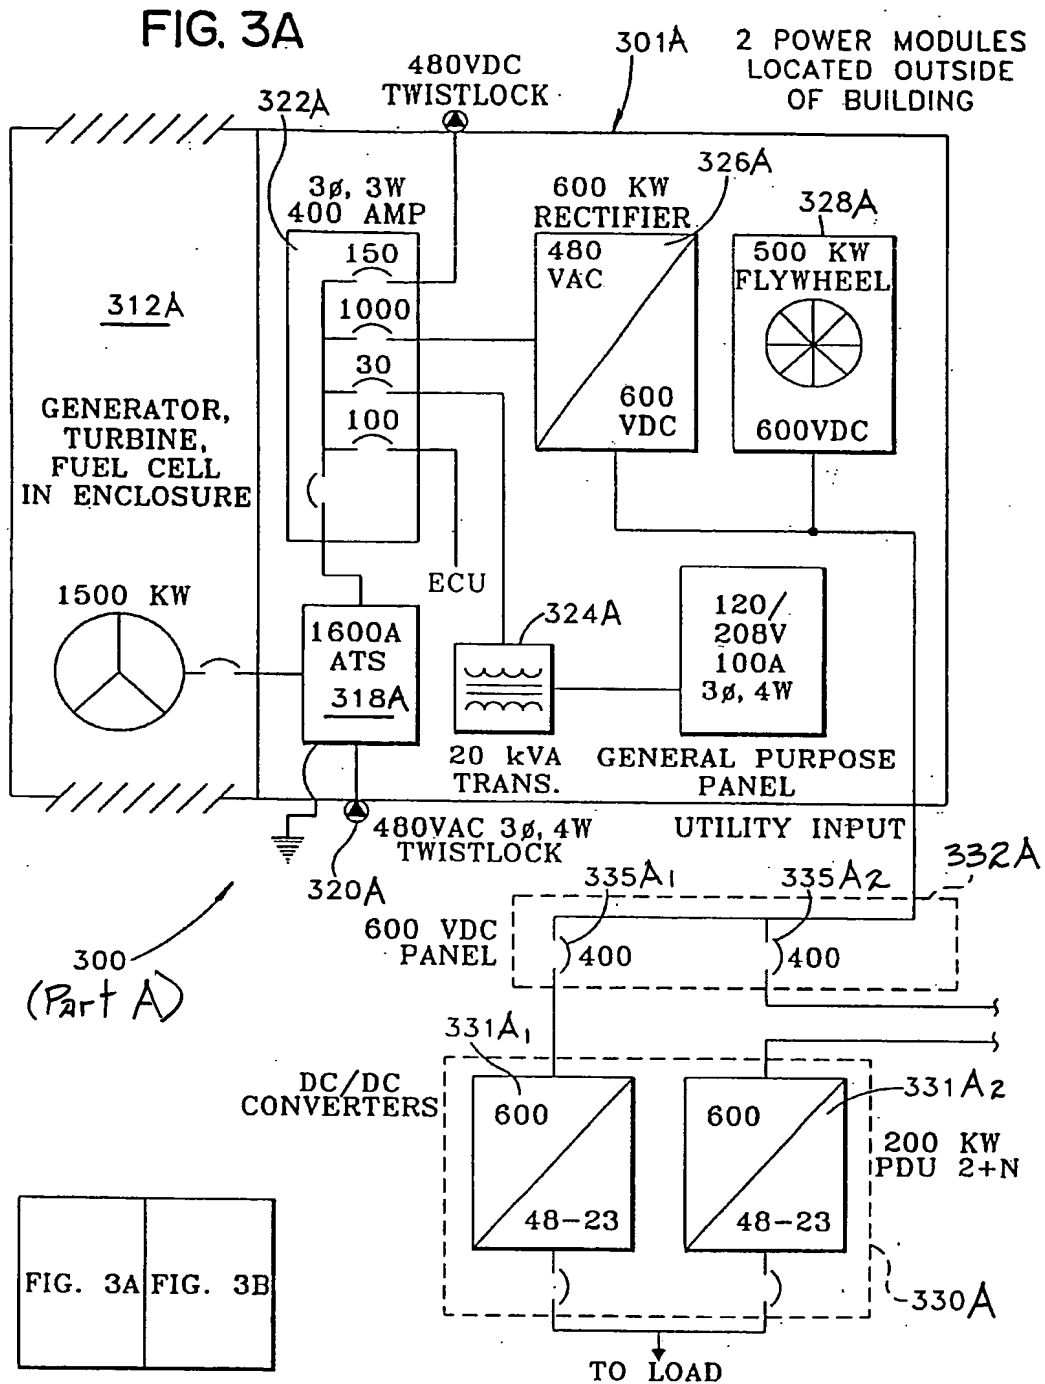 FIG. 3A
301A
2 POWER MODULES
LOCATED OUTSIDE
OF BUILDING
480VDC
TWISTLOCK
322A
3ø, 3W
400 AMP
150
1000
30
100
ECU
326A
600 KW
RECTIFIER
480
VAC
600
VDC
328A
500 KW
FLYWHEEL
600VDC
312A
GENERATOR,
TURBINE,
FUEL CELL
IN ENCLOSURE
1500 KW
1600A
ATS
318A
324A
20 kVA
TRANS.
120/
208V
100A
3ø, 4W
GENERAL PURPOSE
PANEL
480VAC 3ø, 4W
TWISTLOCK
UTILITY INPUT
320A
300
(Part A)
332A
335A1
335A2
600 VDC
PANEL
400
400
331A1
DC/DC
CONVERTERS
600
48-23
600
48-23
331A2
200 KW
PDU 2+N
330A
TO LOAD
FIG. 3A
FIG. 3B